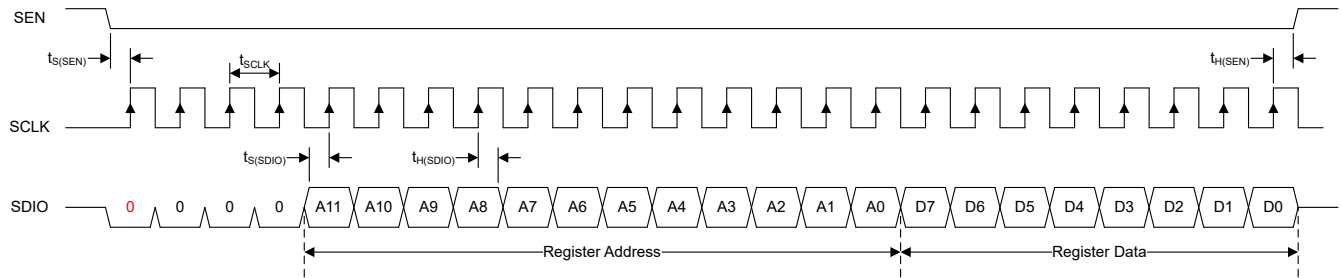 SEN
tS(SEN)
tSCLK
tH(SEN)
SCLK
tS(SDIO)
tH(SDIO)
SDIO 0 0 0 0 A11 A10 A9 A8 A7 A6 A5 A4 A3 A2 A1 A0 D7 D6 D5 D4 D3 D2 D1 D0
Register Address Register Data